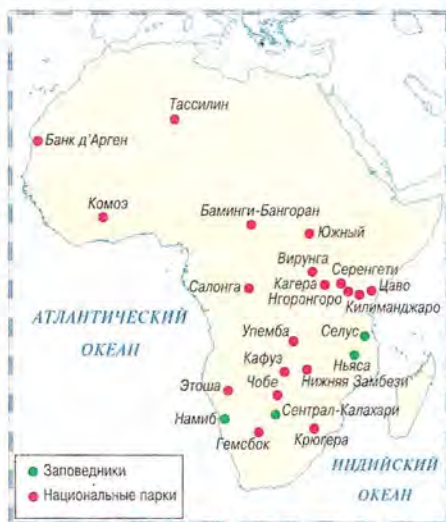 Тассилин
Банк д'Арген
Комоэ
Баминги-Бангоран
Южный
Вирунга
Серенгети
Кагера
Цаво
Салонга
Нгоронгоро
Килиманджаро
АТЛАНТИЧЕСКИЙ
ОКЕАН
Упемба
Селус
Кафуэ
Ньяса
Этоша
Чобе
Нижняя Замбези
Намиб
Сентрал-Калахари
Гемсбок
Крюгера
Заповедники
Национальные парки
ИНДИЙСКИЙ
ОКЕАН